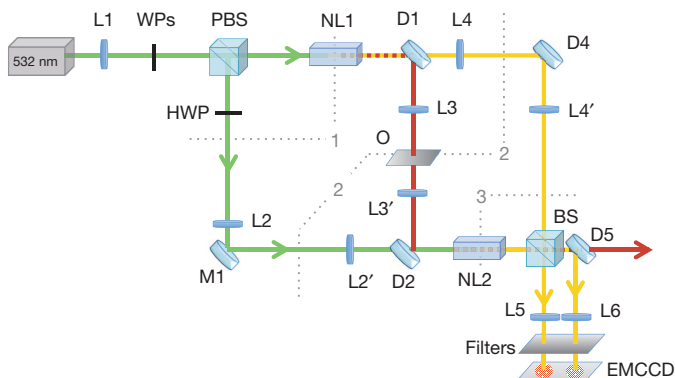 L1
WPs
PBS
NL1
D1
L4
D4
532 nm
HWP
L3
L4′
1
O
2
2
L3′
3
L2
BS
D5
M1
L2′
D2
NL2
L5
L6
Filters
EMCCD